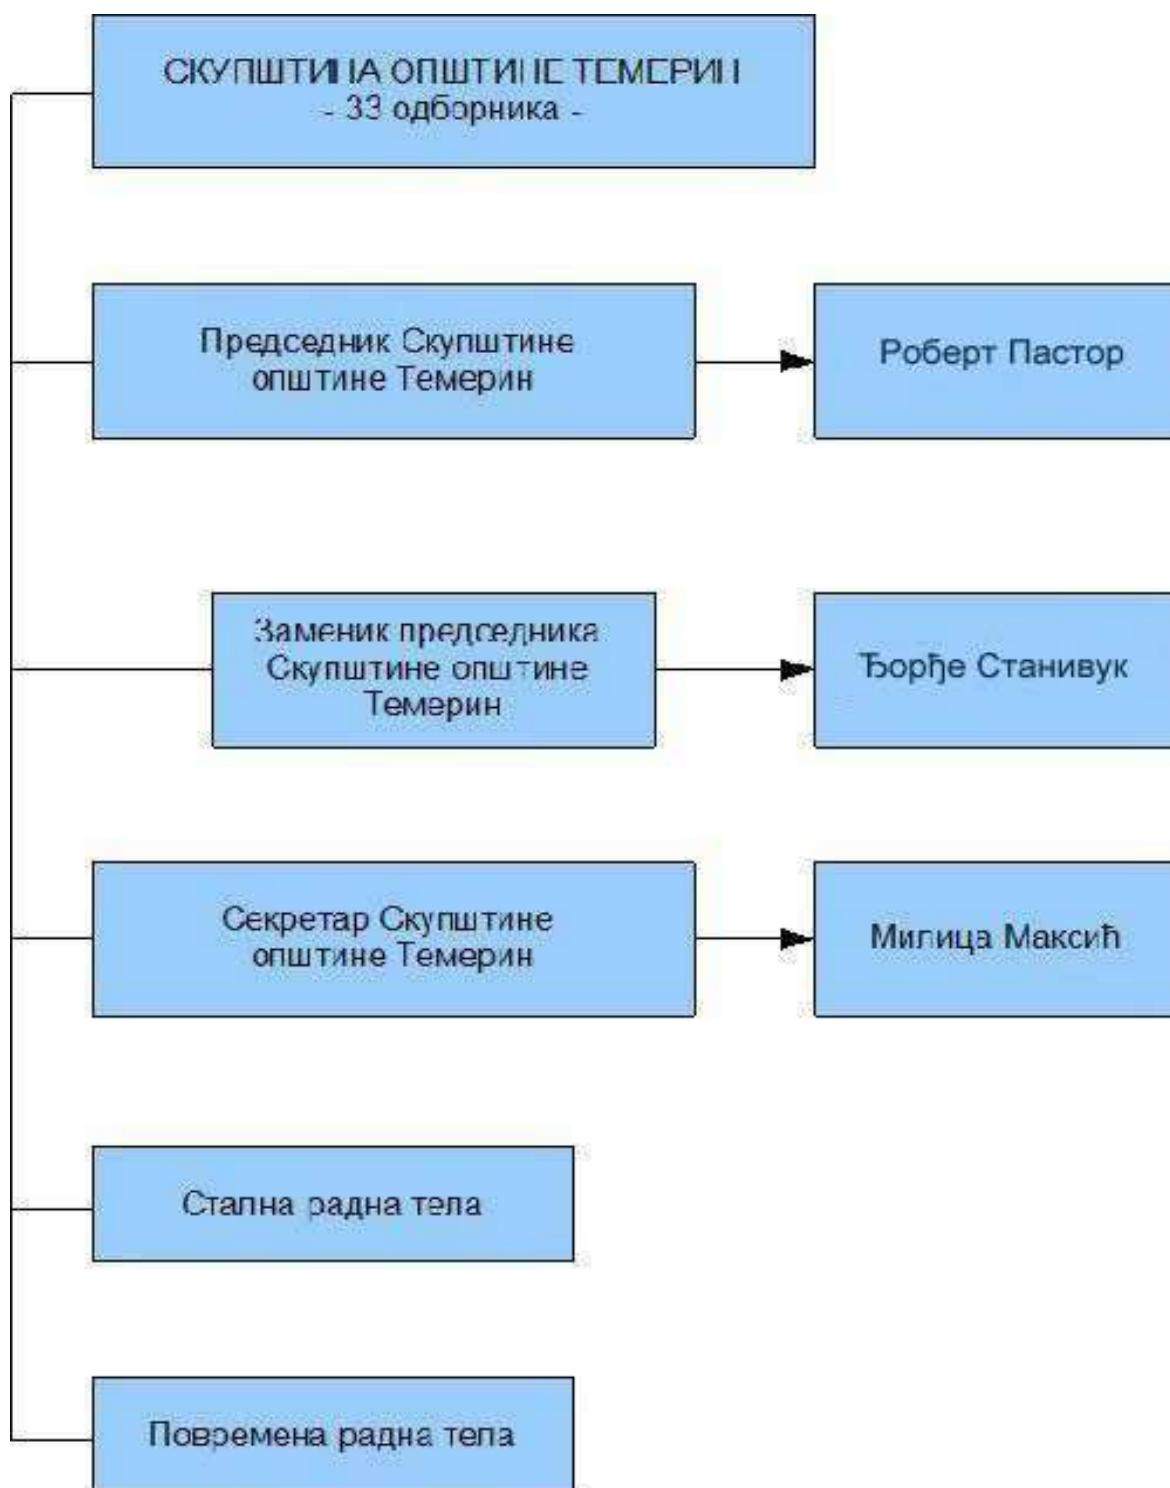 СКУПШТИНА ОПШТИНЕ ТЕМЕРИН
- 33 одборника -
Председник Скупштине
општине Темерин
Роберт Пастор
Заменик председника
Скупштине општине
Темерин
Ђорђе Станивук
Секретар Скупштине
општине Темерин
Милица Максић
Стална радна тела
Повремена радна тела